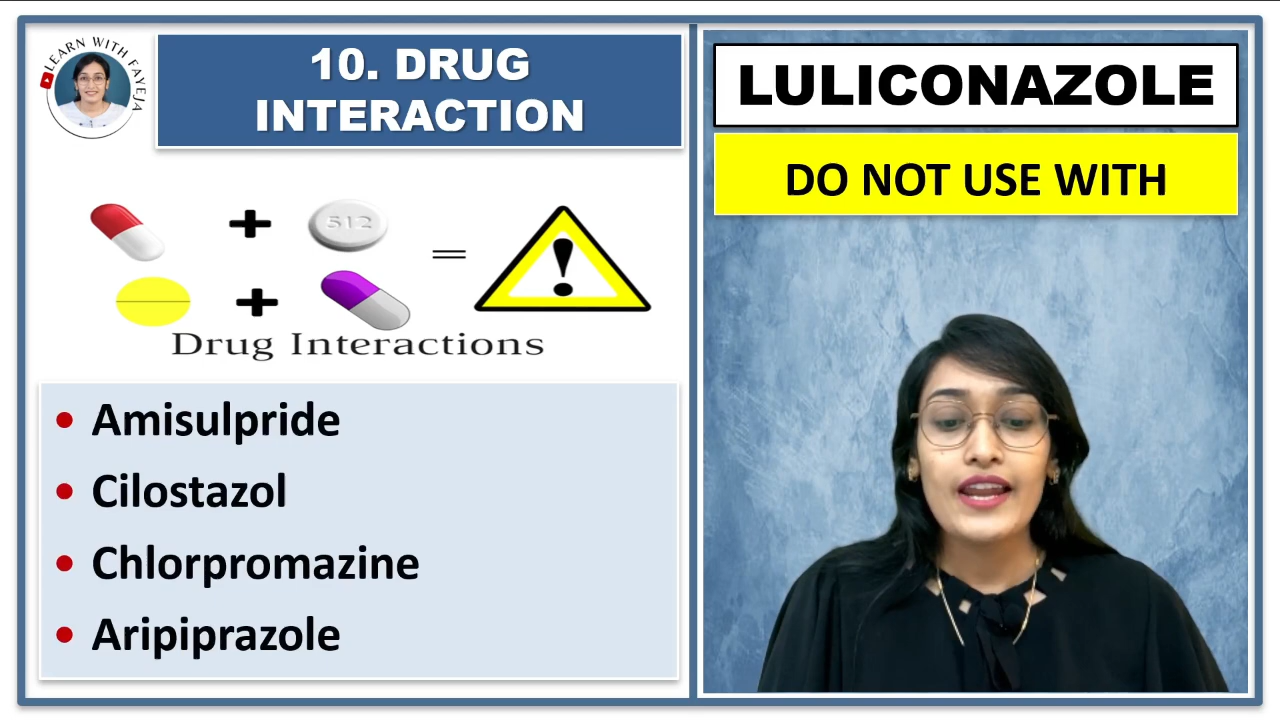 LEARN WITH FAYEJA
10. DRUG
INTERACTION
512
Drug Interactions
• Amisulpride
• Cilostazol
• Chlorpromazine
• Aripiprazole
LULICONAZOLE
DO NOT USE WITH